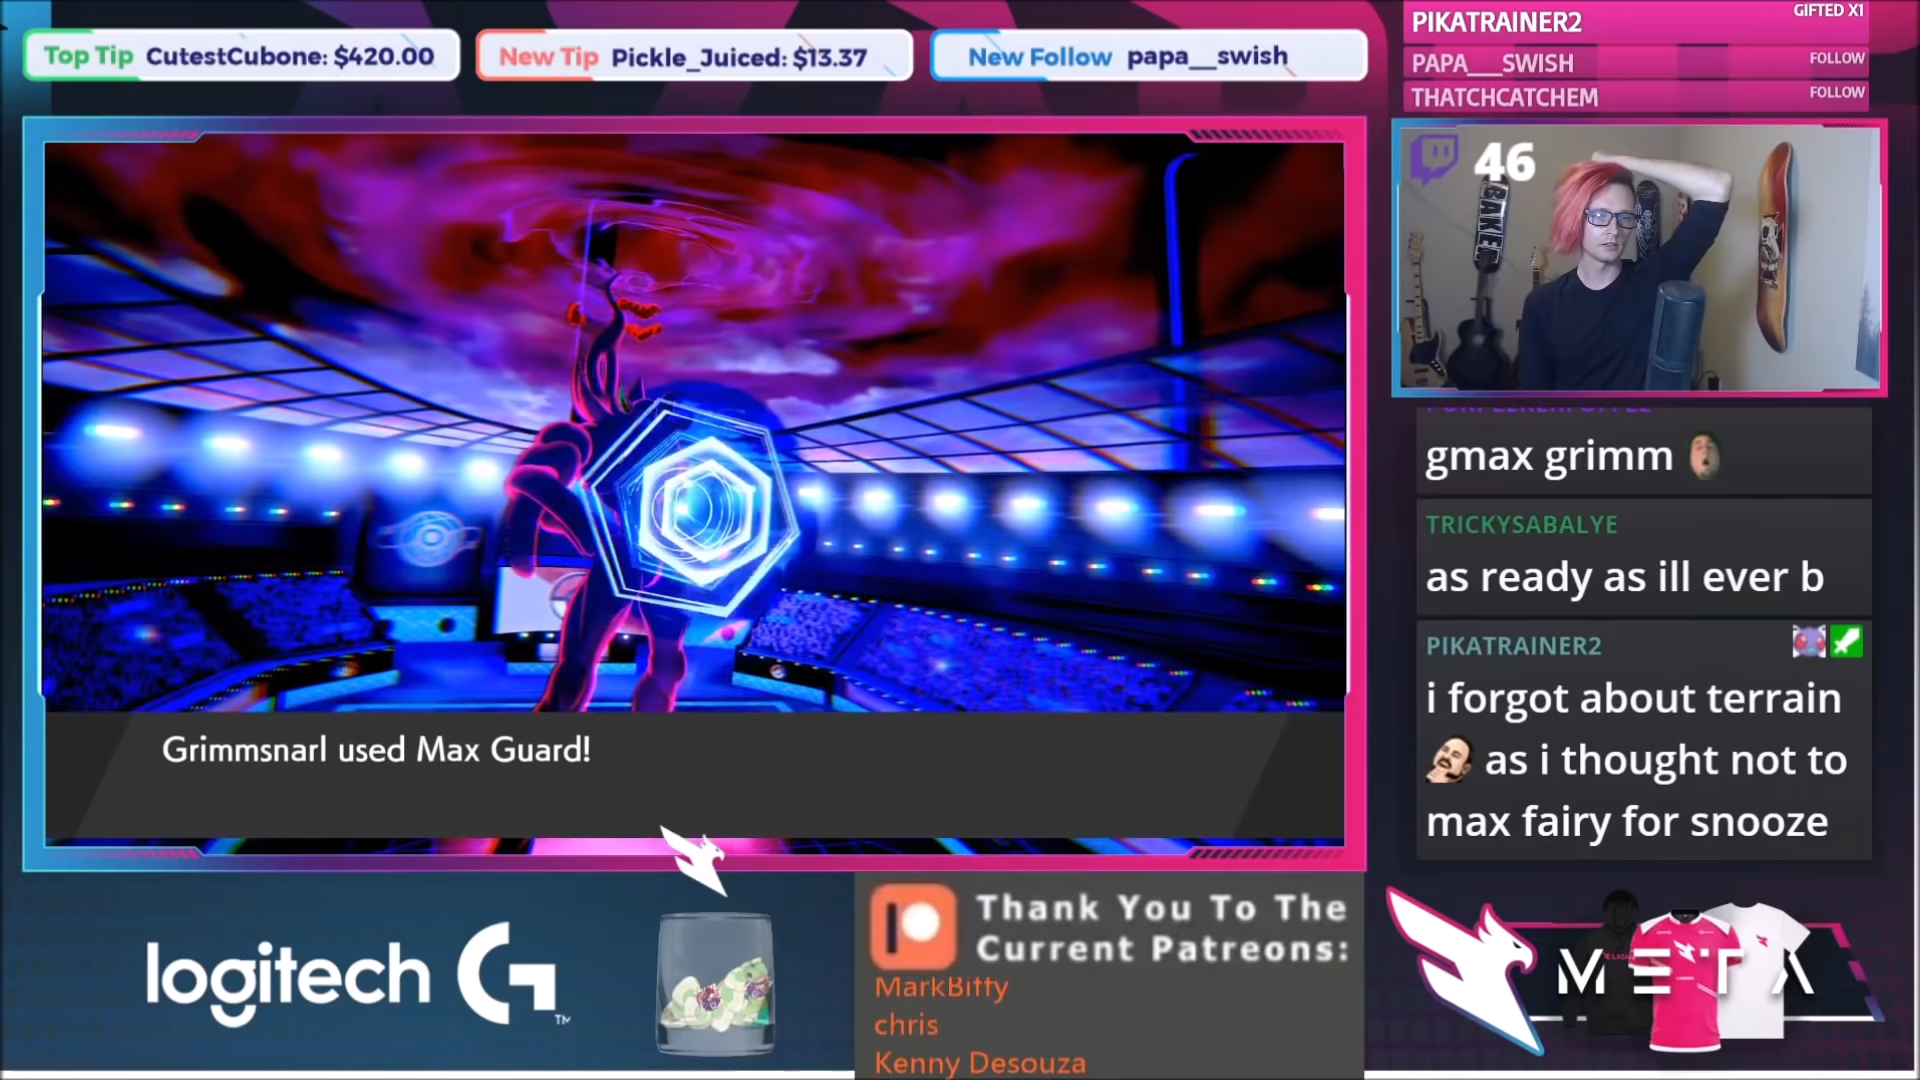 Top Tip CutestCubone: $420.00
New Tip Pickle_Juiced: $13.37
New Follow papa__swish
PIKATRAINER2 GIFTED X1
PAPA__SWISH FOLLOW
THATCHCATCHEM FOLLOW
46
BAKER
gmax grimm
TRICKYSABALYE
as ready as ill ever b
PIKATRAINER2
i forgot about terrain
as i thought not to
max fairy for snooze
Grimmsnarl used Max Guard!
logitech G
TM
Thank You To The
Current Patreons:
MarkBitty
chris
Kenny Desouza
META